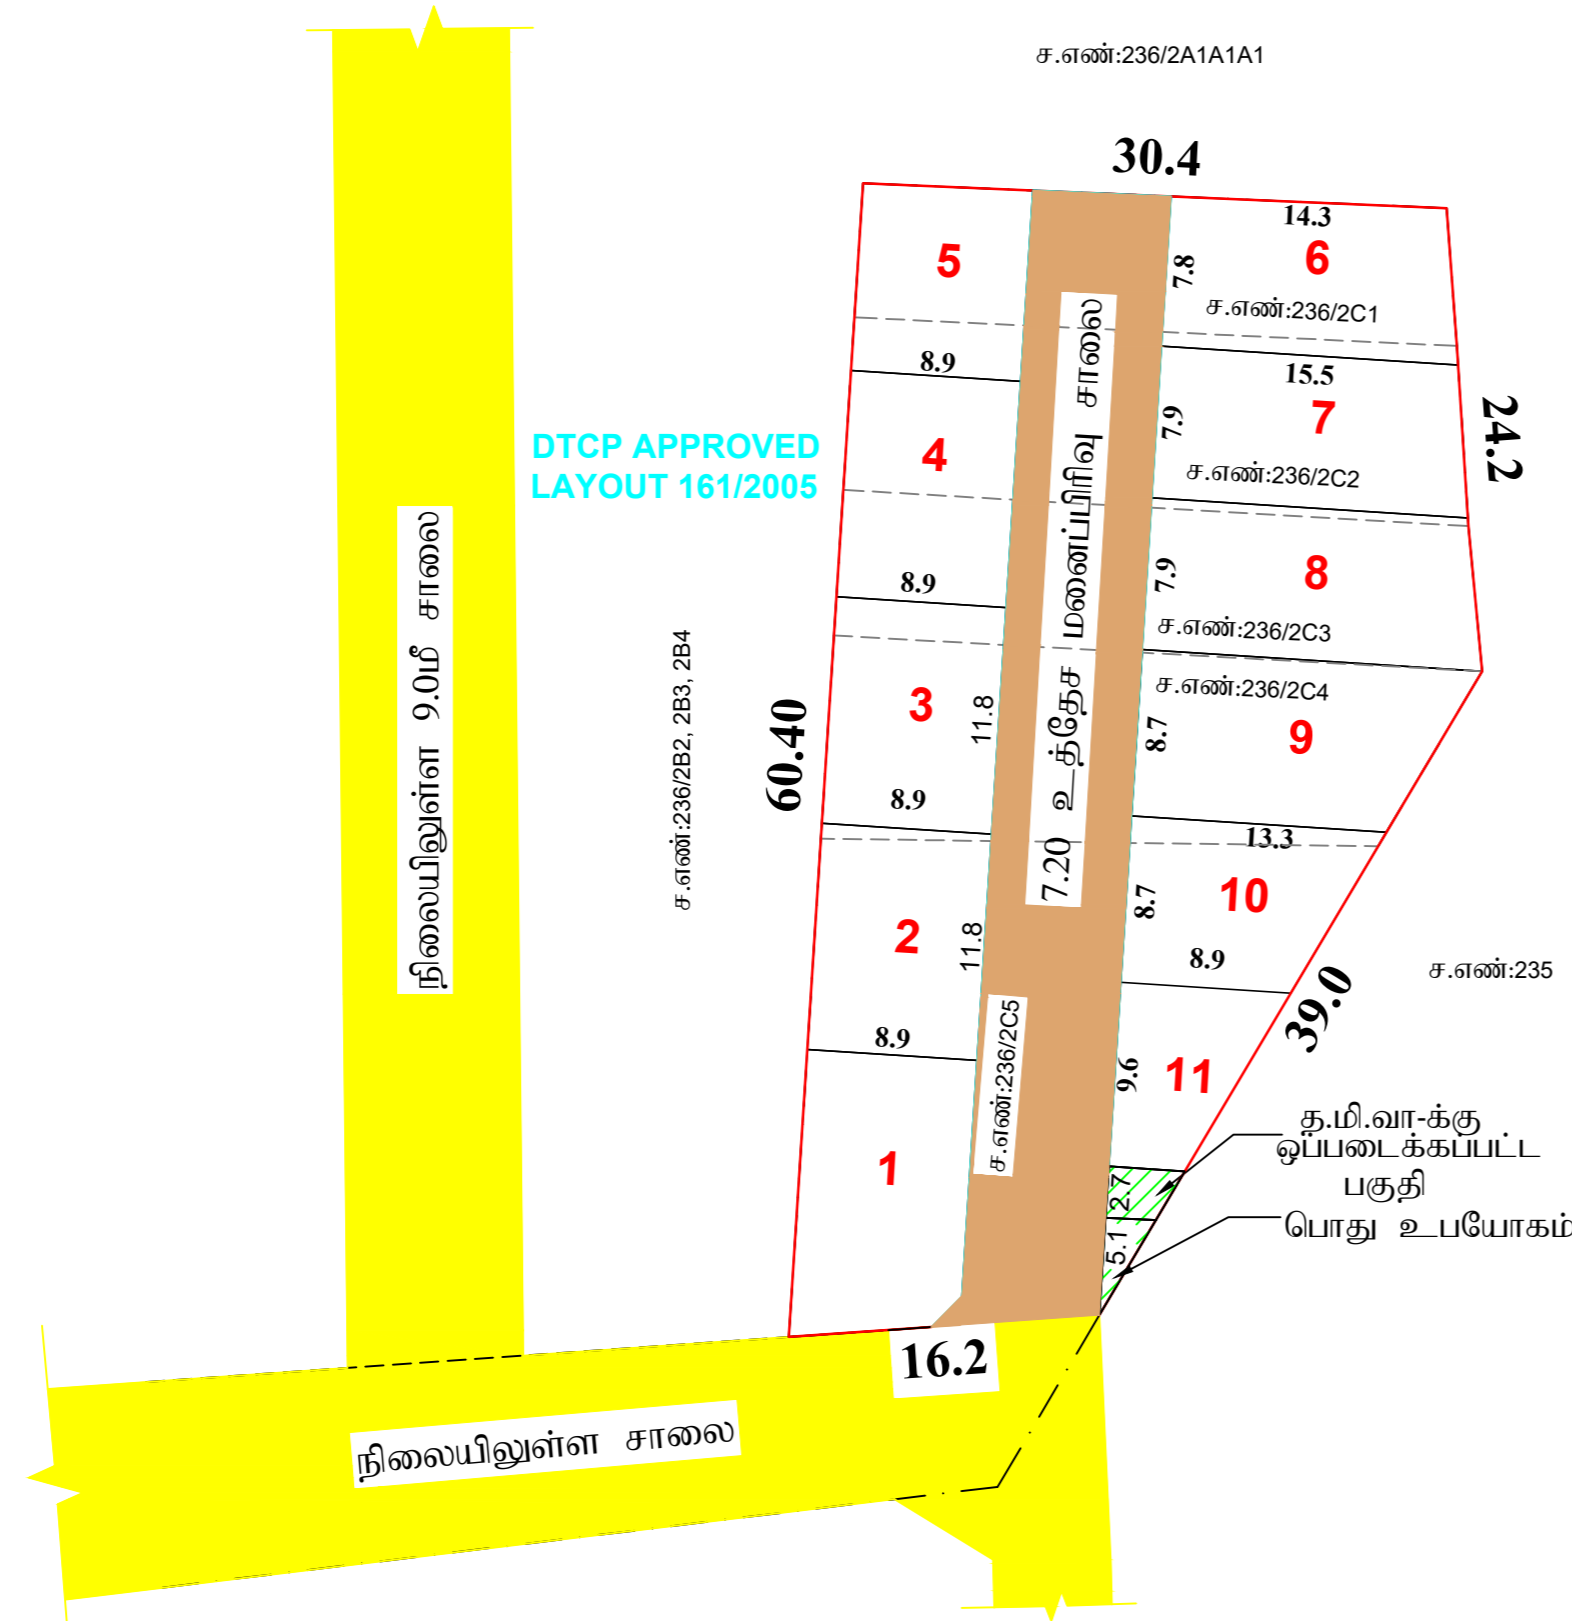 ச.எண்:236/2A1A1A1
30.4
14.3
5
6
7.8
ச.எண்:236/2C1
8.9
15.5
7
7.9
24.2
DTCP APPROVED
LAYOUT 161/2005
4
ச.எண்:236/2C2
நிலையிலுள்ள 9.0மீ சாலை
7.20 உத்தேச மனைப்பிரிவு சாலை
8.9
8
7.9
ச.எண்:236/2C3
ச.எண்:236/2B2, 2B3, 2B4
60.40
3
11.8
ச.எண்:236/2C4
8.7
9
8.9
13.3
10
8.7
2
11.8
8.9
ச.எண்:235
39.0
8.9
ச.எண்:236/2C5
9.6
11
1
த.மி.வா-க்கு
ஒப்படைக்கப்பட்ட
பகுதி
2.7
பொது உபயோகம்
5.1
16.2
நிலையிலுள்ள சாலை